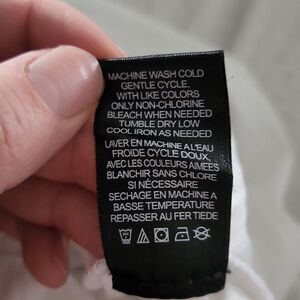 MACHINE WASH COLD
GENTLE CYCLE,
WITH LIKE COLORS
ONLY NON-CHLORINE
BLEACH WHEN NEEDED
TUMBLE DRY LOW
COOL IRON AS NEEDED
LAVER EN MACHINE A L'EAU
FROIDE CYCLE DOUX,
AVEC LES COULEURS AIMEES
BLANCHIR SANS CHLORE
SI NÉCESSAIRE
SECHAGE EN MACHINE A
BASSE TEMPERATURE
REPASSER AU FER TIEDE